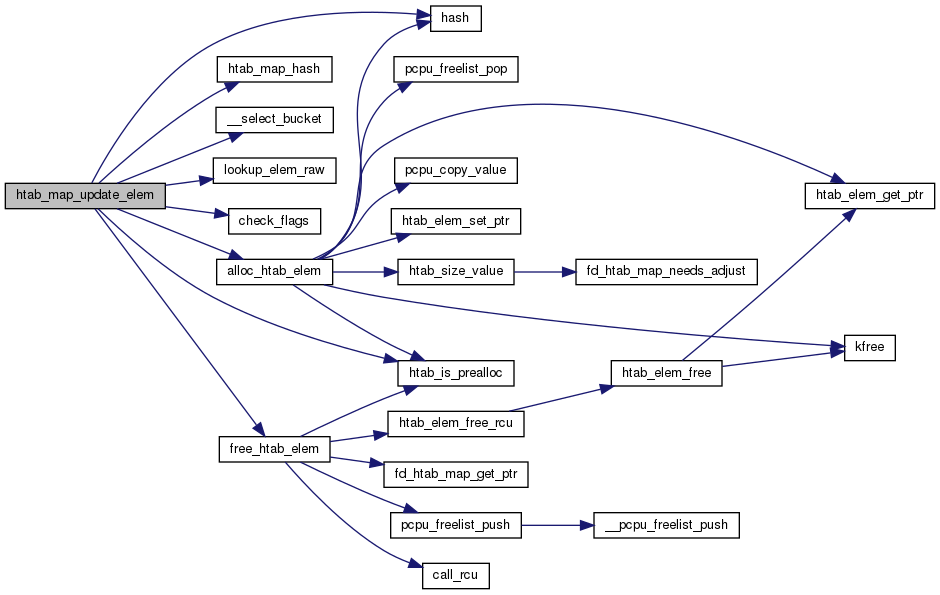 hash
htab_map_hash
pcpu_freelist_pop
__select_bucket
lookup_elem_raw
pcpu_copy_value
htab_map_update_elem
htab_elem_get_ptr
check_flags
htab_elem_set_ptr
alloc_htab_elem
htab_size_value
fd_htab_map_needs_adjust
kfree
htab_is_prealloc
htab_elem_free
htab_elem_free_rcu
free_htab_elem
fd_htab_map_get_ptr
pcpu_freelist_push
__pcpu_freelist_push
call_rcu